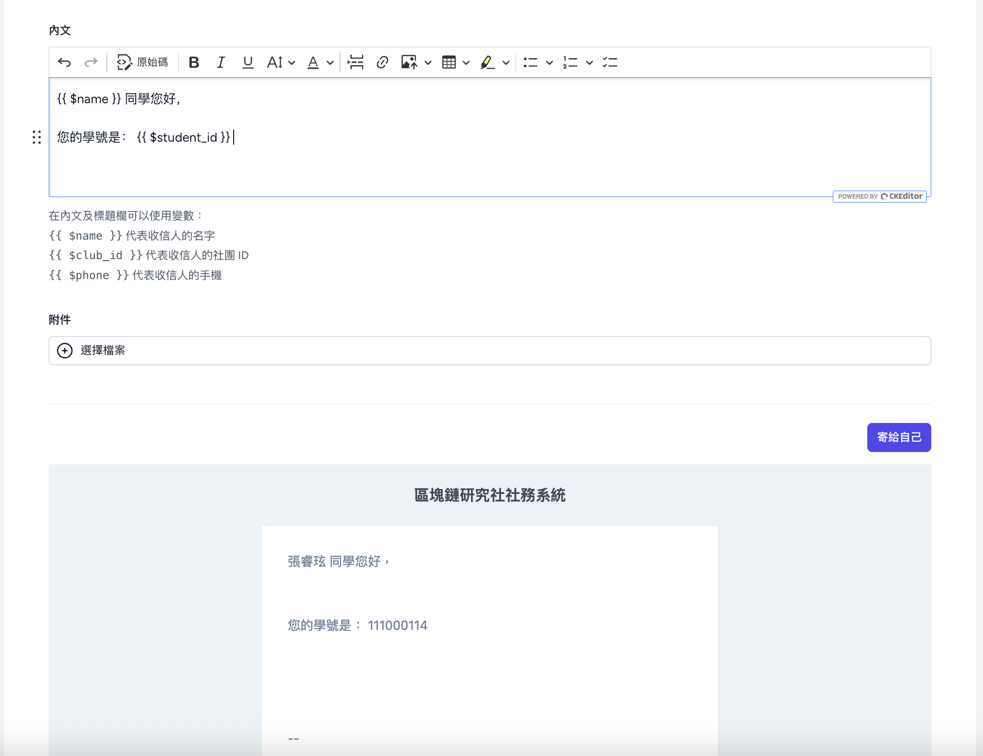 內文
原始碼 B I U A A
{{ $name }} 同學您好,
您的學號是： {{ $student_id }}
POWERED BY CKEditor
在內文及標題欄可以使用變數：
{{ $name }} 代表收信人的名字
{{ $club_id }} 代表收信人的社團 ID
{{ $phone }} 代表收信人的手機
附件
選擇檔案
寄給自己
區塊鏈研究社社務系統
張睿玹 同學您好，
您的學號是： 111000114
--